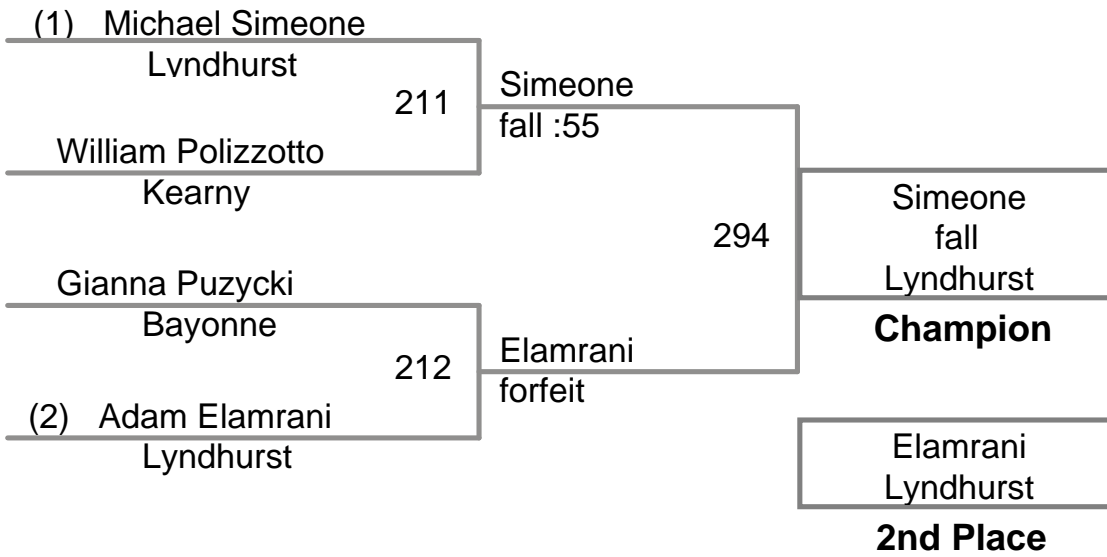 (1) Michael Simeone
Lyndhurst
211
Simeone
fall :55
William Polizzotto
Kearny
294
Simeone
fall
Lyndhurst
Champion
Gianna Puzycki
Bayonne
212
Elamrani
forfeit
(2) Adam Elamrani
Lyndhurst
Elamrani
Lyndhurst
2nd Place